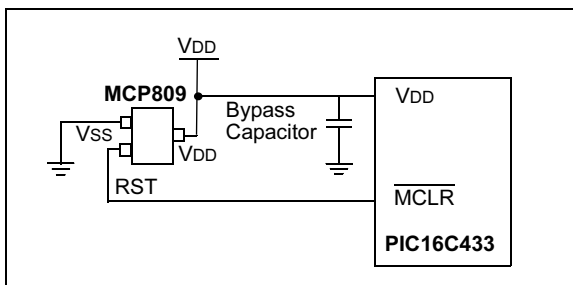 VDD
MCP809
VDD
Bypass
Capacitor
VSS
VDD
RST
MCLR
PIC16C433